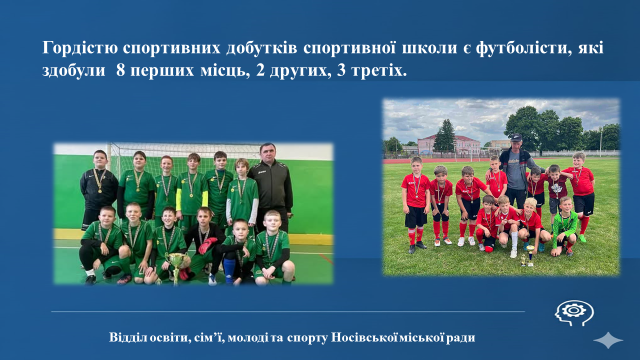 Гордістю спортивних добутків спортивної школи є футболісти, які
здобули 8 перших місць, 2 других, 3 третіх.
Відділ освіти, сім’ї, молоді та спорту Носівської міської ради